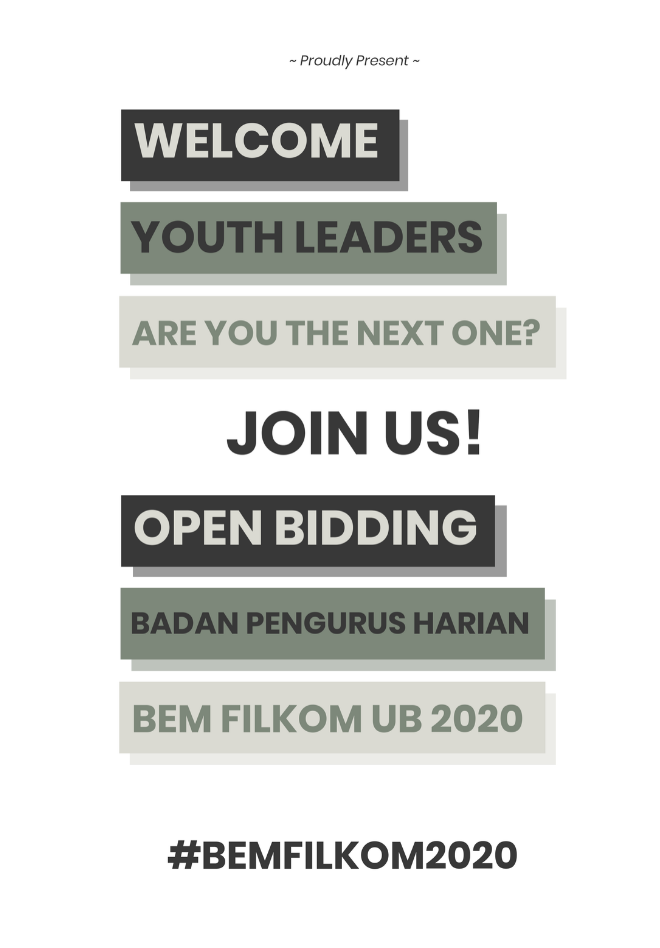 ~ Proudly Present ~
WELCOME
YOUTH LEADERS
ARE YOU THE NEXT ONE?
JOIN US!
OPEN BIDDING
BADAN PENGURUS HARIAN
BEM FILKOM UB 2020
#BEMFILKOM2020